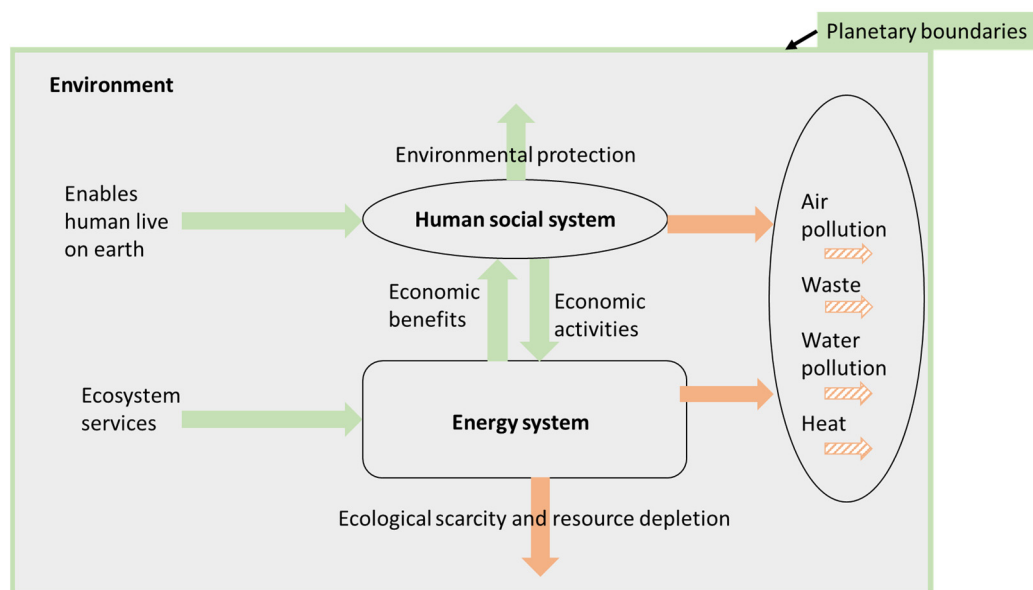 Planetary boundaries
Environment
Environmental protection
Enables
human live
on earth
Human social system
Economic
benefits
Economic
activities
Ecosystem
services
Energy system
Ecological scarcity and resource depletion
Air
pollution
Waste
Water
pollution
Heat